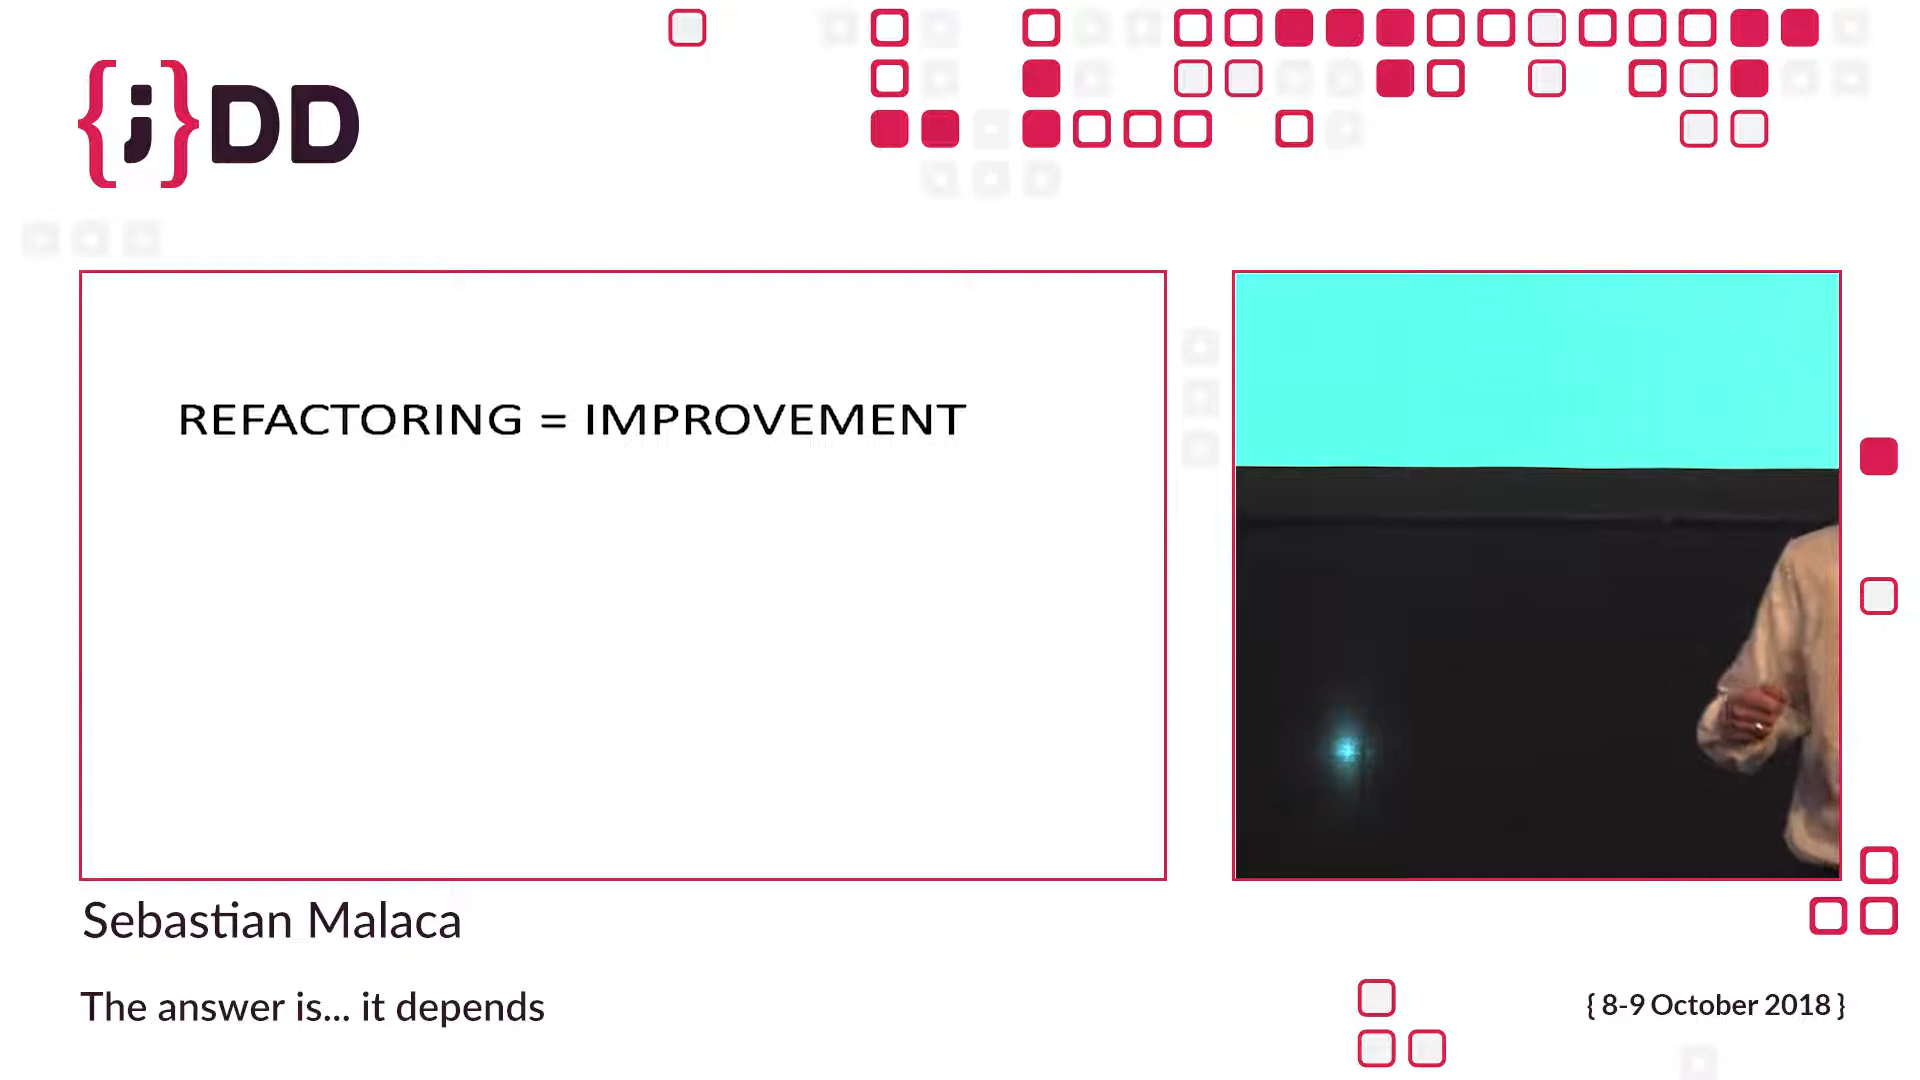 {;}DD
REFACTORING = IMPROVEMENT
Sebastian Malaca
The answer is... it depends
{ 8-9 October 2018 }